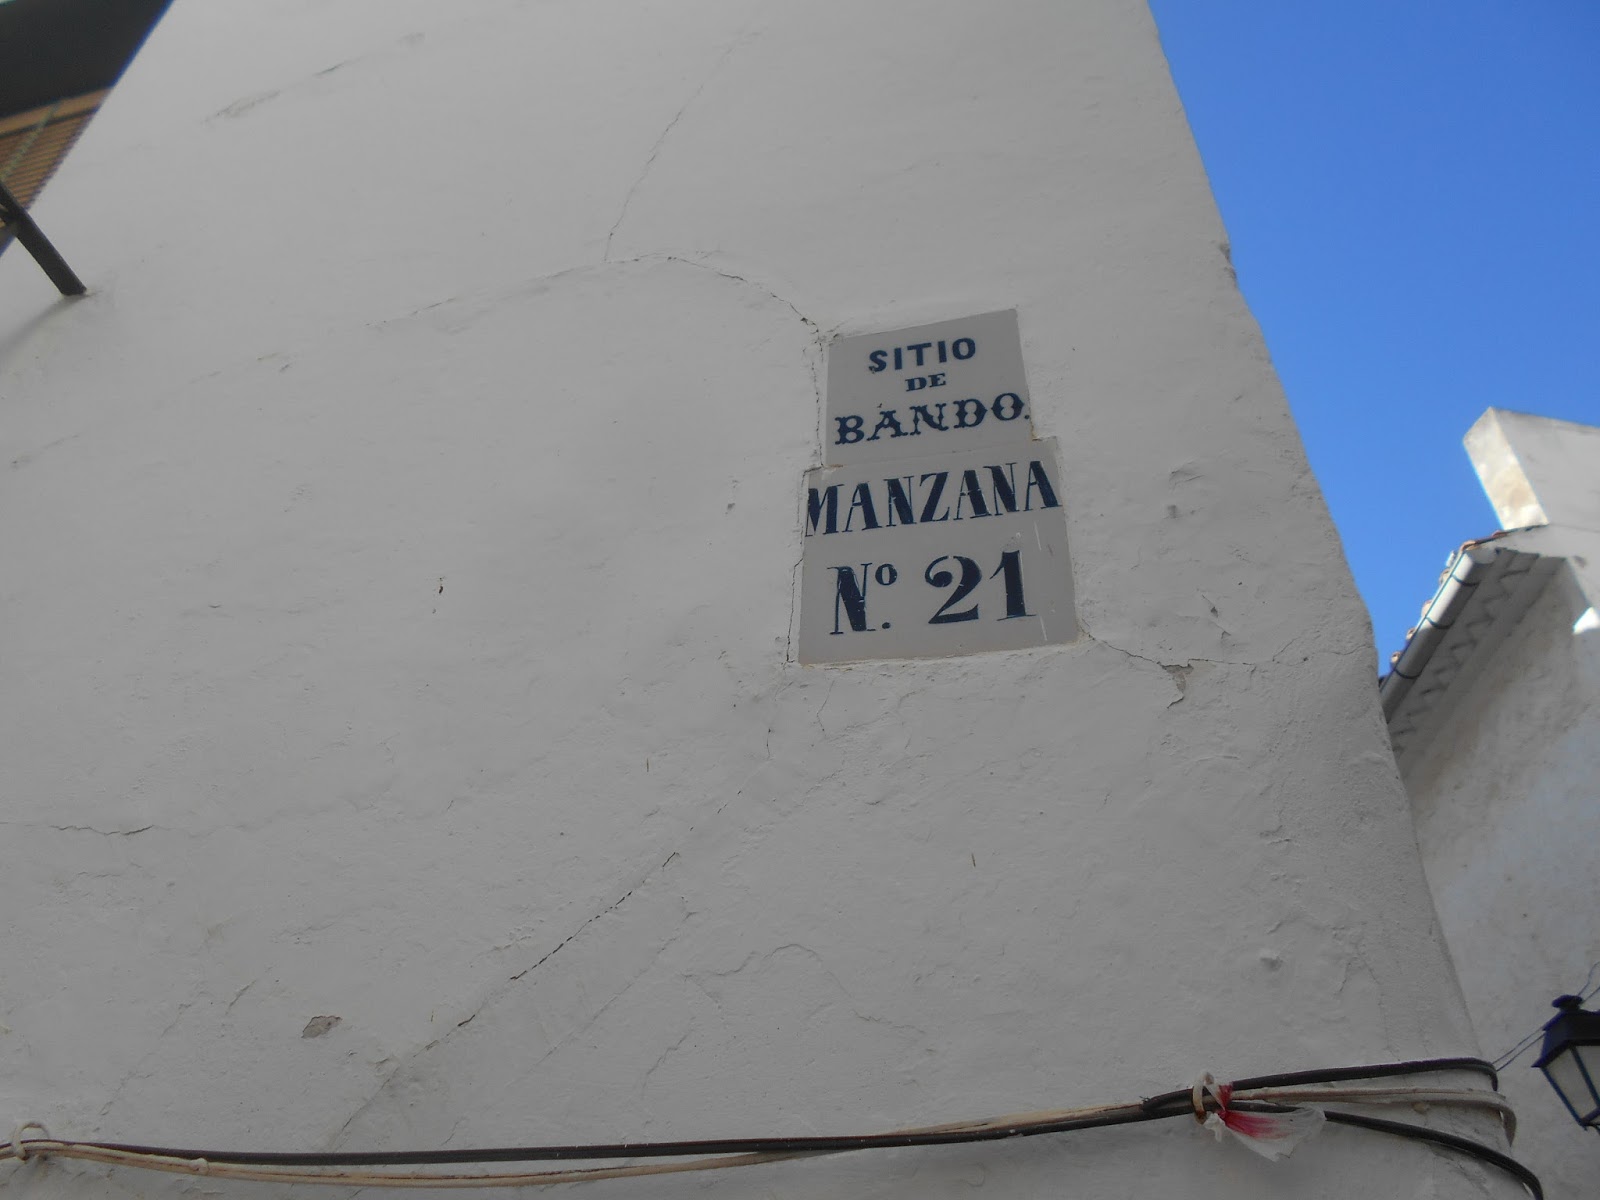 SITIO
DE
BANDO.
MANZANA
Nº. 21